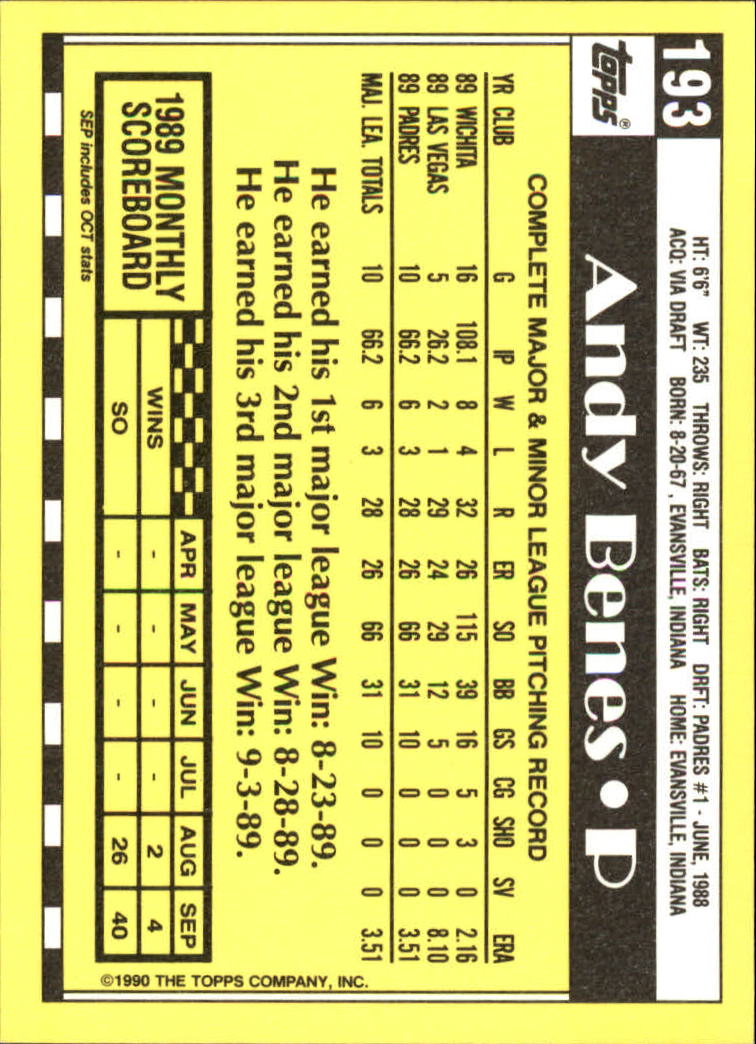 193
HT: 6'6" WT: 235 THROWS: RIGHT BATS: RIGHT DRFT: PADRES #1 - JUNE, 1988
ACQ: VIA DRAFT BORN: 8-20-67, EVANSVILLE, INDIANA HOME: EVANSVILLE, INDIANA
topps®
Andy Benes • P
COMPLETE MAJOR & MINOR LEAGUE PITCHING RECORD
YR CLUB G IP W L R ER SO BB GS CG SHO SV ERA
89 WICHITA 16 108.1 8 4 32 26 115 39 16 5 3 0 2.16
89 LAS VEGAS 5 26.2 2 1 29 24 29 12 5 0 0 0 8.10
89 PADRES 10 66.2 6 3 28 26 66 31 10 0 0 0 3.51
MAJ. LEA. TOTALS 10 66.2 6 3 28 26 66 31 10 0 0 0 3.51
He earned his 1st major league Win: 8-23-89.
He earned his 2nd major league Win: 8-28-89.
He earned his 3rd major league Win: 9-3-89.
1989 MONTHLY
SCOREBOARD
APR MAY JUN JUL AUG SEP
WINS - - - - 2 4
SO - - - - 26 40
SEP includes OCT stats
©1990 THE TOPPS COMPANY, INC.